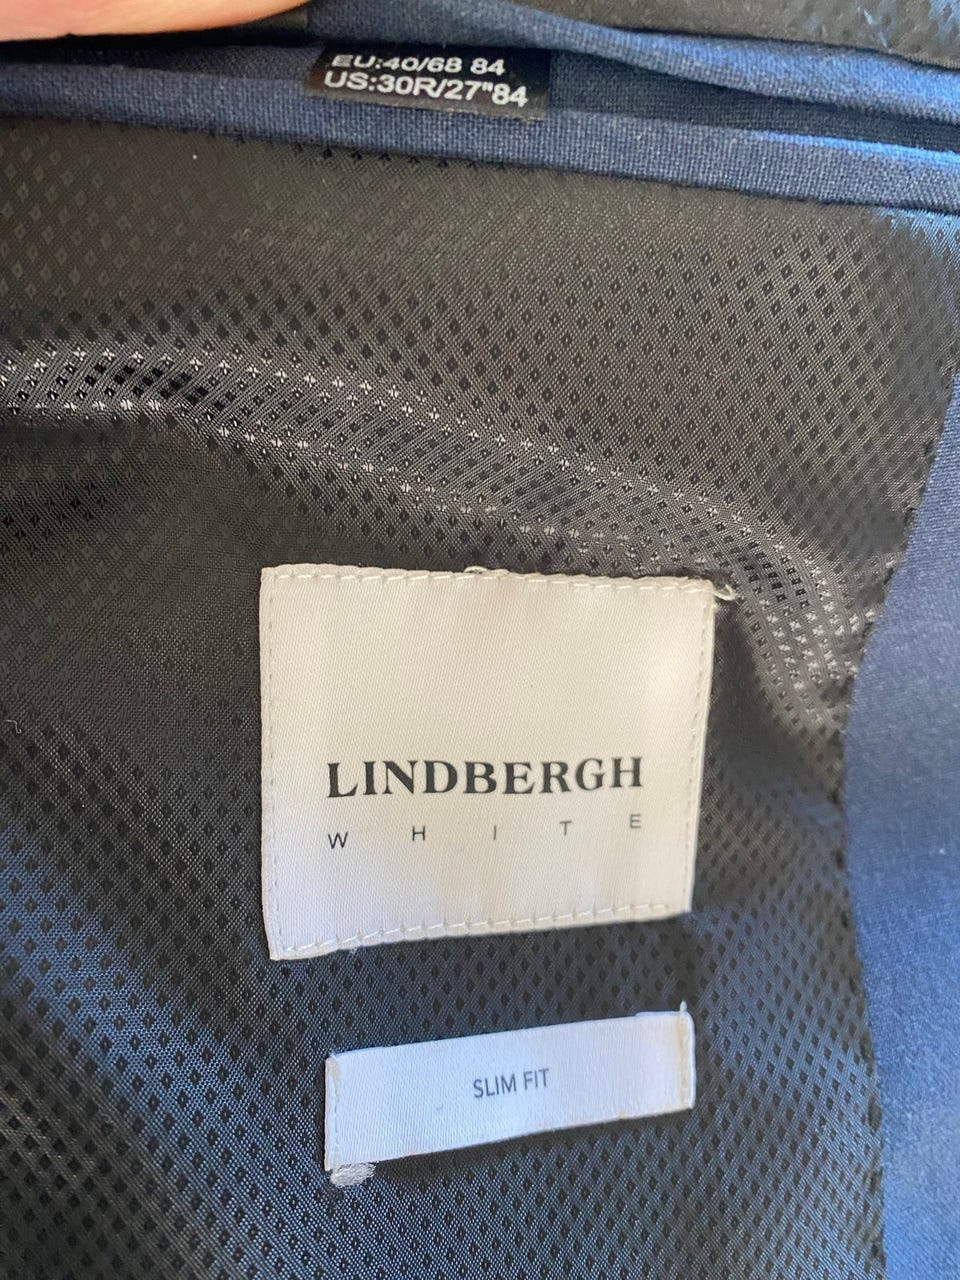 EU:40/68 84
US:30R/27"84
LINDBERGH
WHITE
SLIM FIT